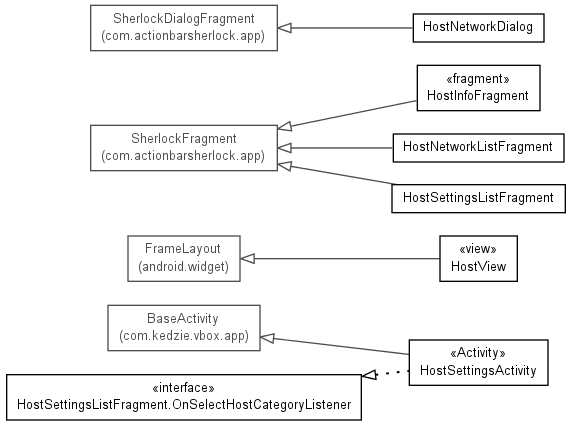 SherlockDialogFragment
(com.actionbarsherlock.app)
HostNetworkDialog
«fragment»
HostInfoFragment
SherlockFragment
(com.actionbarsherlock.app)
HostNetworkListFragment
HostSettingsListFragment
FrameLayout
(android.widget)
«view»
HostView
BaseActivity
(com.kedzie.vbox.app)
«Activity»
HostSettingsActivity
«interface»
HostSettingsListFragment.OnSelectHostCategoryListener